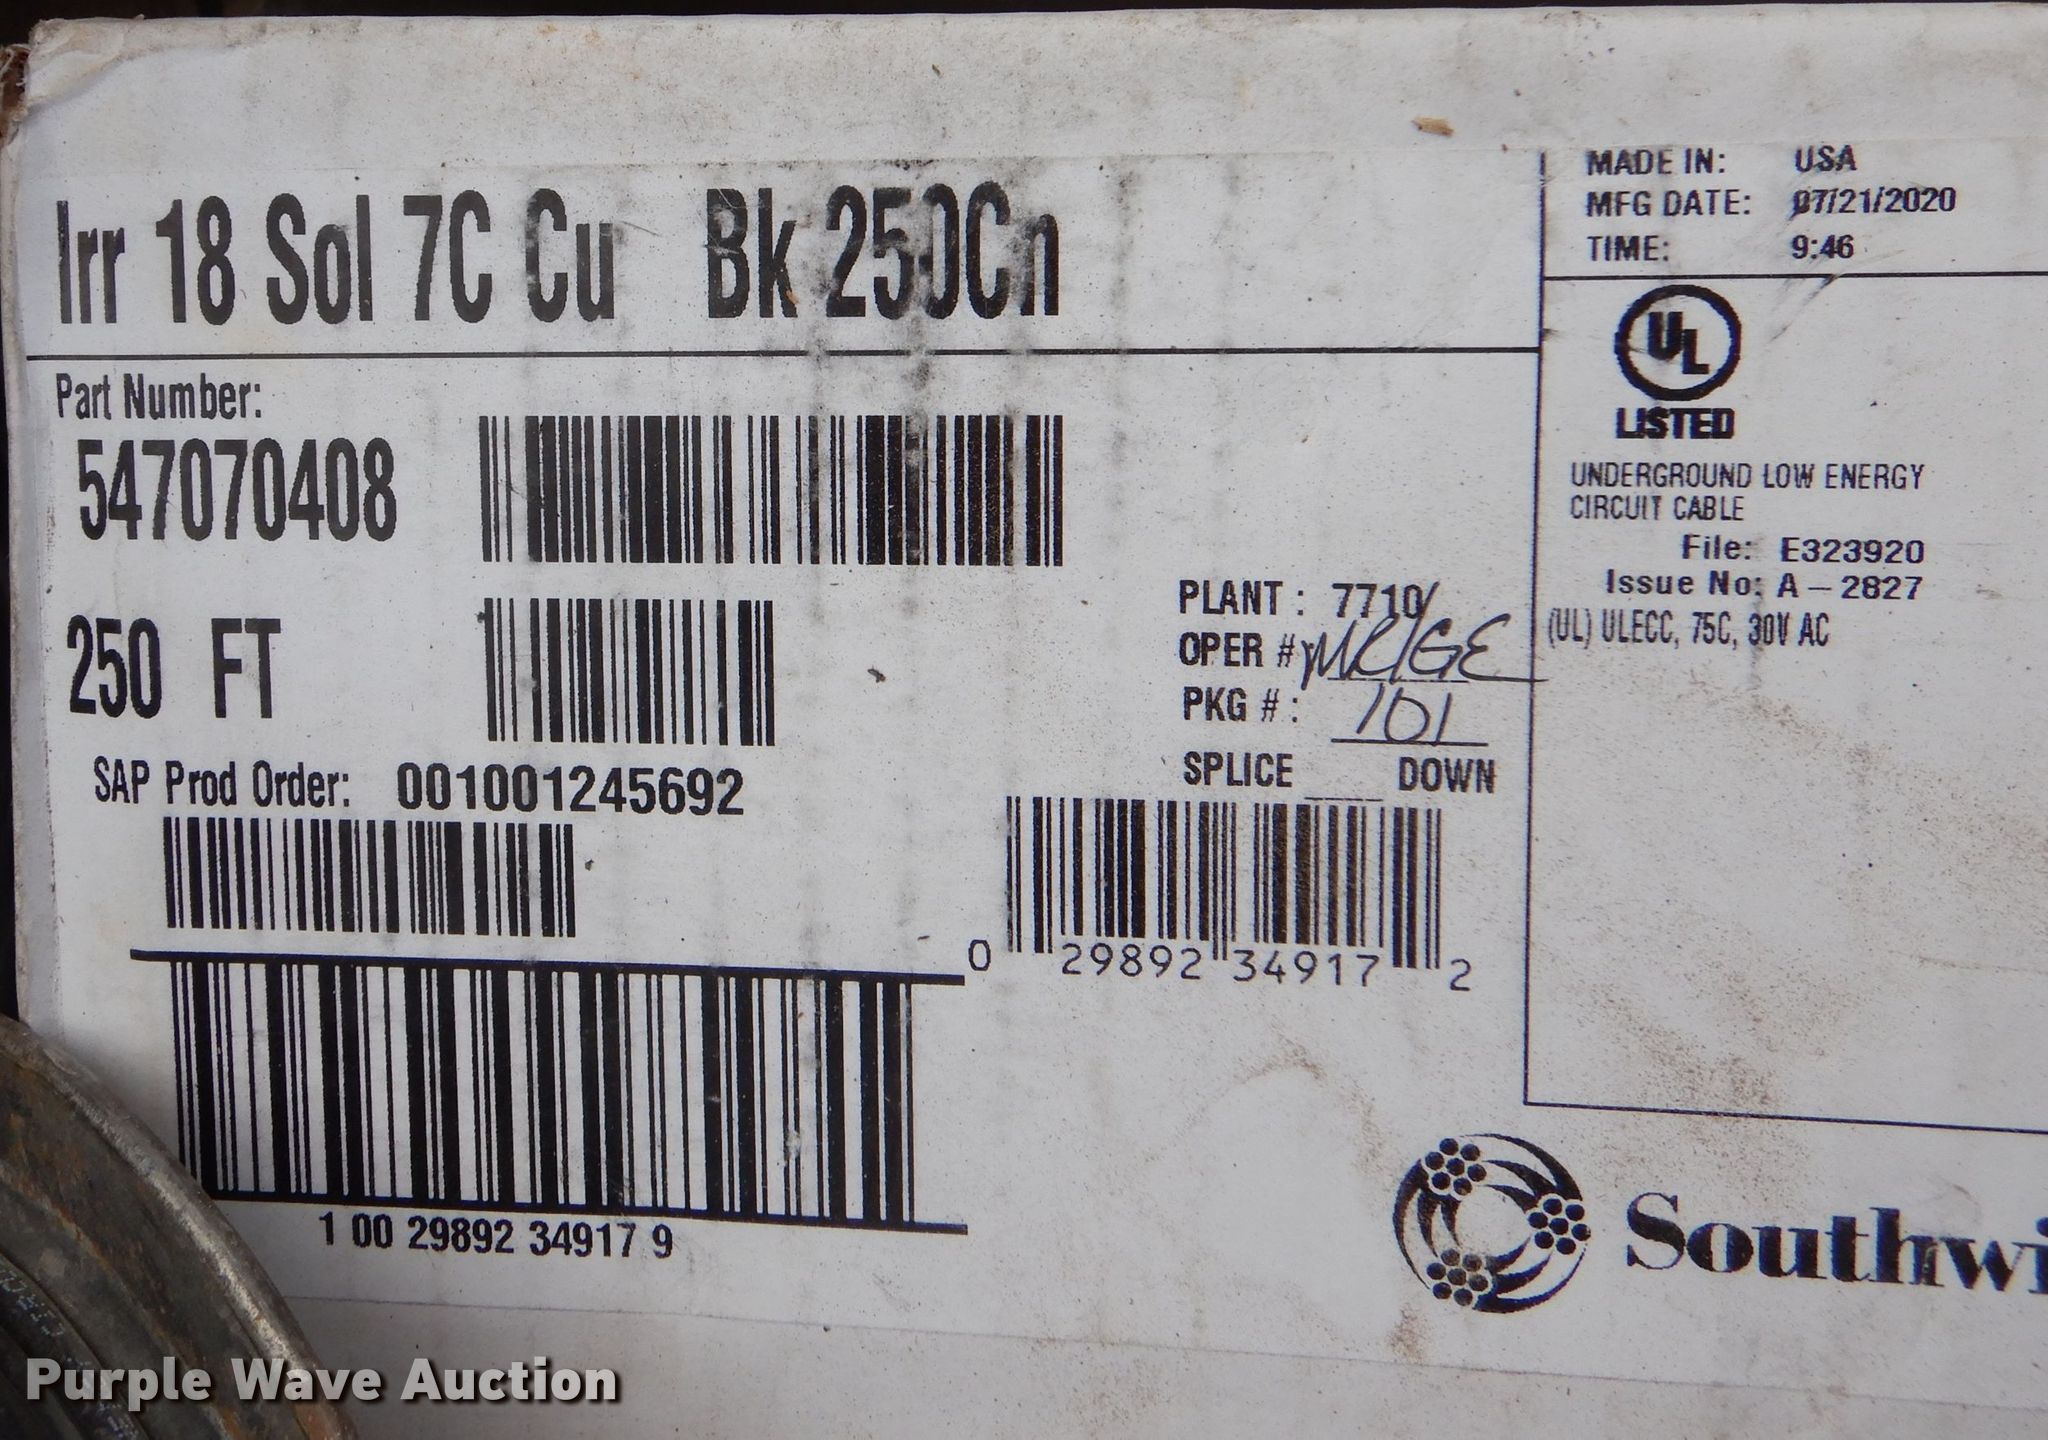 Irr 18 Sol 7C Cu Bk 250Cn
MADE IN: USA
MFG DATE: 07/21/2020
TIME: 9:46
UL
LISTED
UNDERGROUND LOW ENERGY
CIRCUIT CABLE
File: E323920
Issue No: A - 2827
(UL) ULECC, 75C, 30V AC
Part Number:
547070408
250 FT
PLANT : 7710/
OPER #
PKG # : 101
SPLICE ___ DOWN
SAP Prod Order: 001001245692
0 29892 34917 2
1 00 29892 34917 9
Southwi
Purple Wave Auction